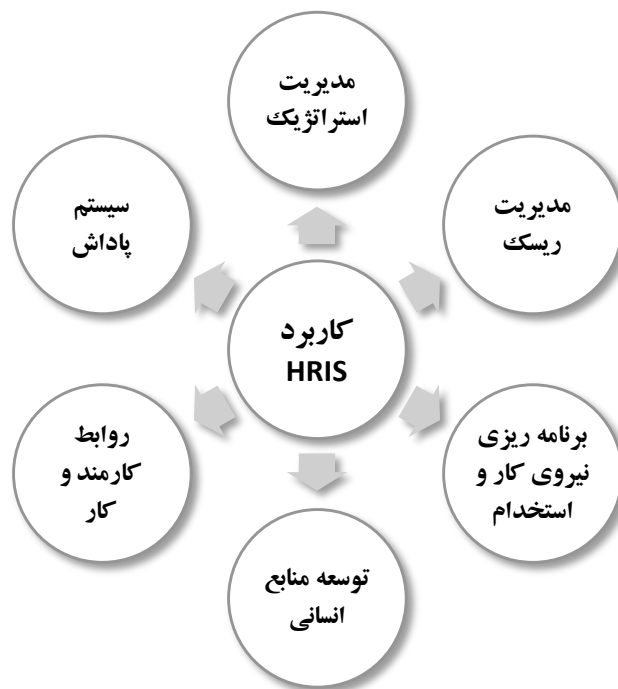 مدیریت
استراتژیک
مدیریت
ریسک
سیستم
پاداش
کاربرد
HRIS
برنامه ریزی
نیروی کار و
استخدام
روابط
کارمند و
کار
توسعه منابع
انسانی